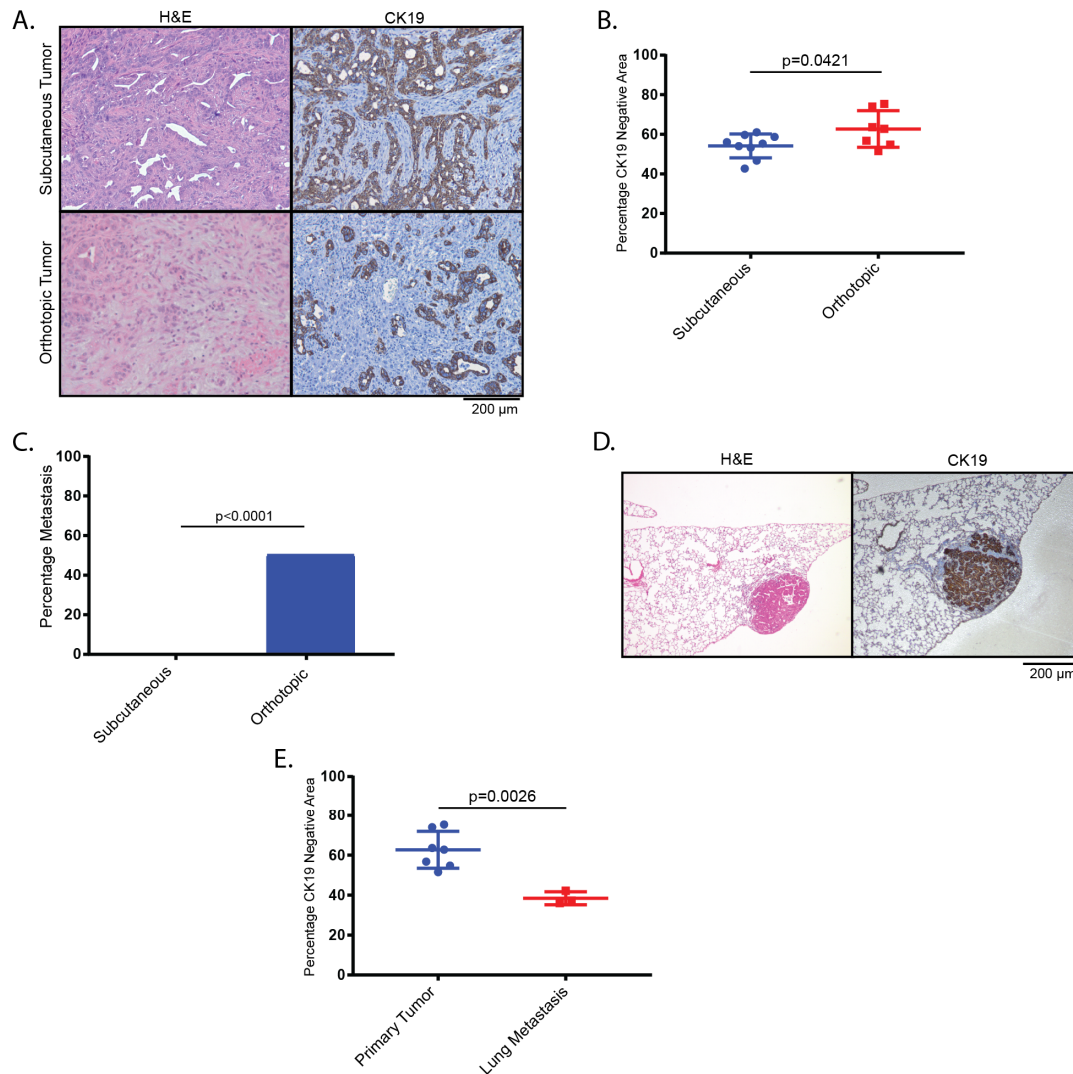 A.
H&E
CK19
Subcutaneous Tumor
Orthotopic Tumor
200 µm
B.
Percentage CK19 Negative Area
100
80
60
40
20
0
p=0.0421
Subcutaneous
Orthotopic
C.
Percentage Metastasis
100
80
60
40
20
0
p<0.0001
Subcutaneous
Orthotopic
D.
H&E
CK19
200 µm
E.
Percentage CK19 Negative Area
100
80
60
40
20
0
p=0.0026
Primary Tumor
Lung Metastasis